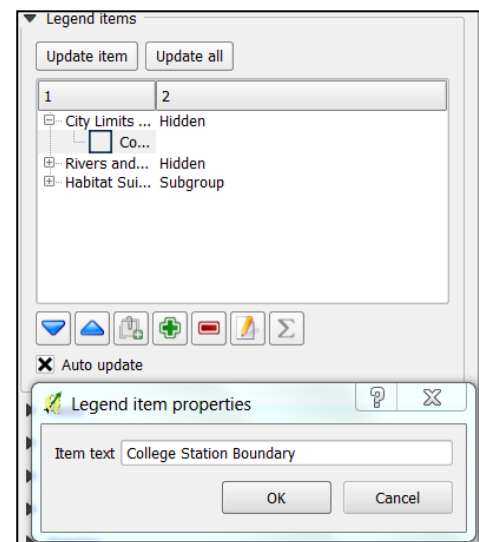 Legend items
Update item Update all
1 2
City Limits ... Hidden
Co...
Rivers and... Hidden
Habitat Sui... Subgroup
Auto update
Legend item properties
Item text College Station Boundary
OK Cancel